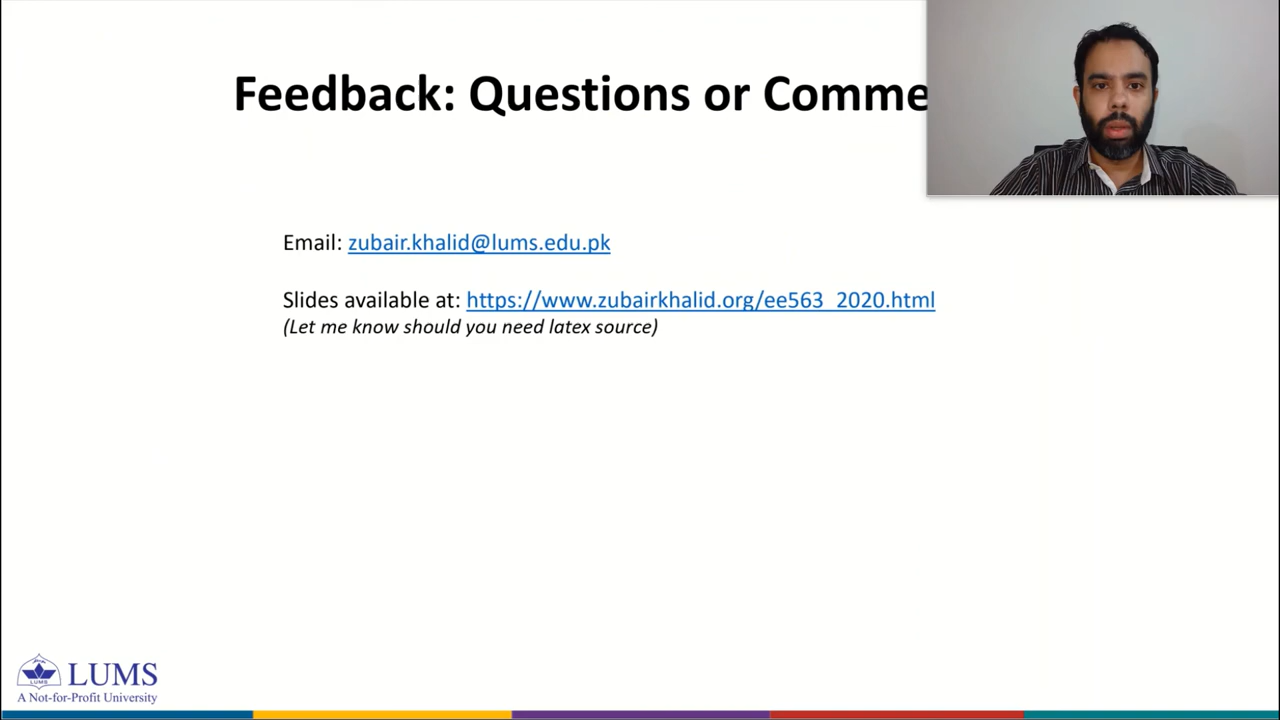 Feedback: Questions or Comme
Email: zubair.khalid@lums.edu.pk
Slides available at: https://www.zubairkhalid.org/ee563_2020.html
(Let me know should you need latex source)
LUMS
LUMS
A Not-for-Profit University